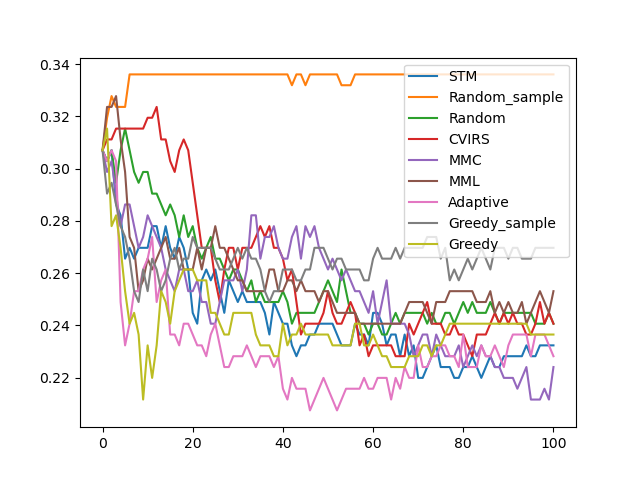 0.34
0.32
0.30
0.28
0.26
0.24
0.22
0
20
40
60
80
100
STM
Random_sample
Random
CVIRS
MMC
MML
Adaptive
Greedy_sample
Greedy